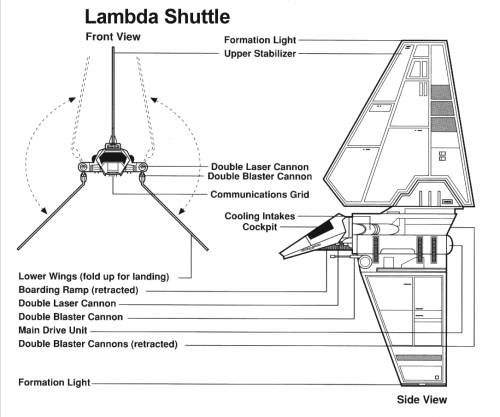 Lambda Shuttle
Front View
Formation Light
Upper Stabilizer
Double Laser Cannon
Double Blaster Cannon
Communications Grid
Cooling Intakes
Cockpit
Lower Wings (fold up for landing)
Boarding Ramp (retracted)
Double Laser Cannon
Double Blaster Cannon
Main Drive Unit
Double Blaster Cannons (retracted)
Formation Light
Side View